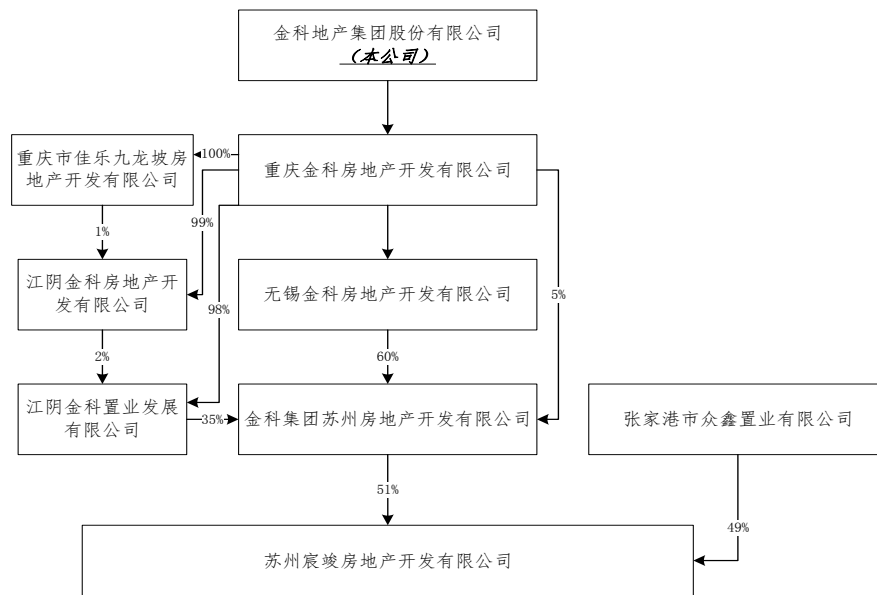 金科地产集团股份有限公司
（本公司）
重庆市佳乐九龙坡房
地产开发有限公司
100%
重庆金科房地产开发有限公司
99%
1%
江阴金科房地产开
发有限公司
98%
无锡金科房地产开发有限公司
5%
2%
60%
江阴金科置业发展
有限公司
35%
金科集团苏州房地产开发有限公司
张家港市众鑫置业有限公司
51%
49%
苏州宸竣房地产开发有限公司